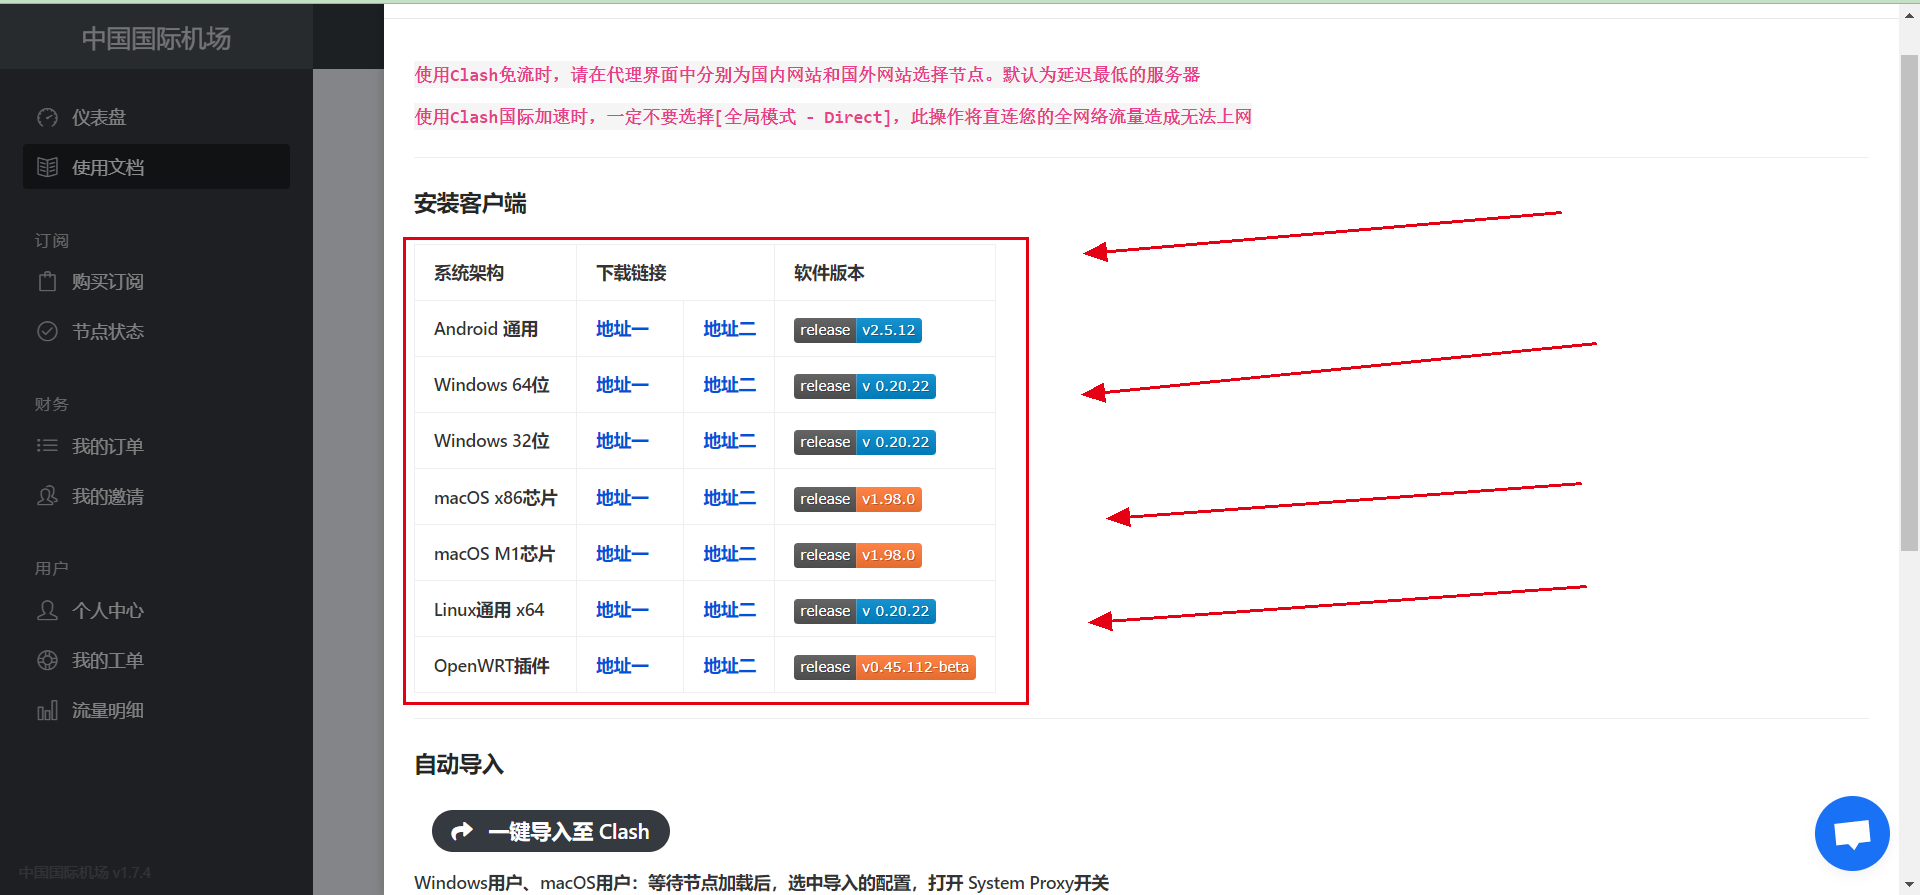 中国国际机场
仪表盘
使用文档
订阅
购买订阅
节点状态
财务
我的订单
我的邀请
用户
个人中心
我的工单
流量明细
中国国际机场 v1.7.4
使用Clash免流时，请在代理界面中分别为国内网站和国外网站选择节点。默认为延迟最低的服务器
使用Clash国际加速时，一定不要选择[全局模式 - Direct]，此操作将直连您的全网络流量造成无法上网
安装客户端
系统架构 下载链接 软件版本
Android 通用 地址一 地址二 release v2.5.12
Windows 64位 地址一 地址二 release v 0.20.22
Windows 32位 地址一 地址二 release v 0.20.22
macOS x86芯片 地址一 地址二 release v1.98.0
macOS M1芯片 地址一 地址二 release v1.98.0
Linux通用 x64 地址一 地址二 release v 0.20.22
OpenWRT插件 地址一 地址二 release v0.45.112-beta
自动导入
一键导入至 Clash
Windows用户、macOS用户：等待节点加载后，选中导入的配置，打开 System Proxy开关